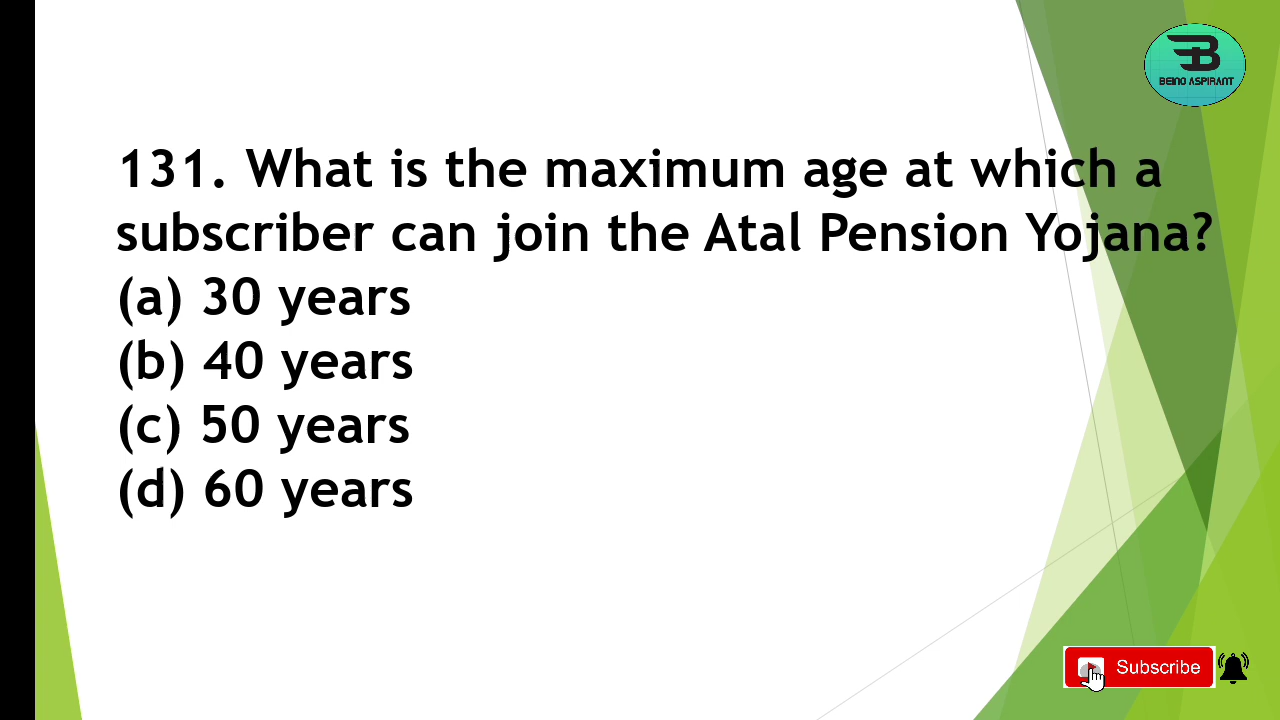 BEINO ASPIRANT
131. What is the maximum age at which a
subscriber can join the Atal Pension Yojana?
(a) 30 years
(b) 40 years
(c) 50 years
(d) 60 years
Subscribe